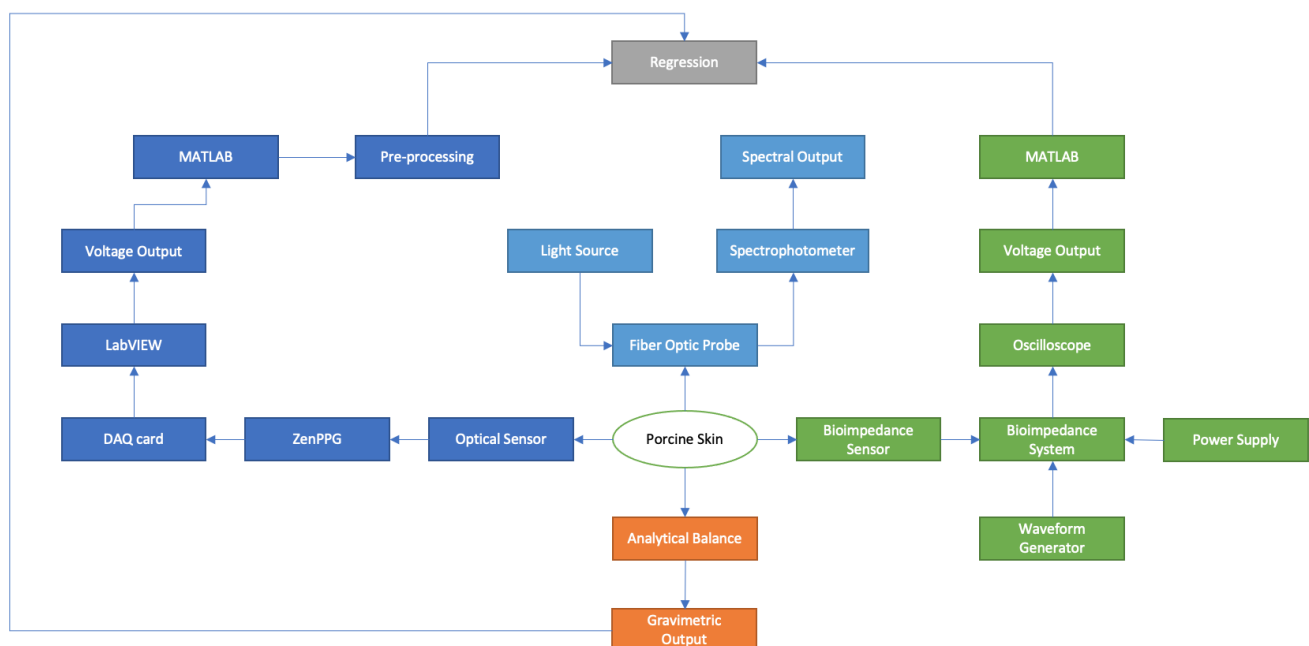 Regression
MATLAB
Pre-processing
Spectral Output
MATLAB
Voltage Output
Light Source
Spectrophotometer
Voltage Output
LabVIEW
Fiber Optic Probe
Oscilloscope
DAQ card
ZenPPG
Optical Sensor
Porcine Skin
Bioimpedance
Sensor
Bioimpedance
System
Power Supply
Analytical Balance
Waveform
Generator
Gravimetric
Output